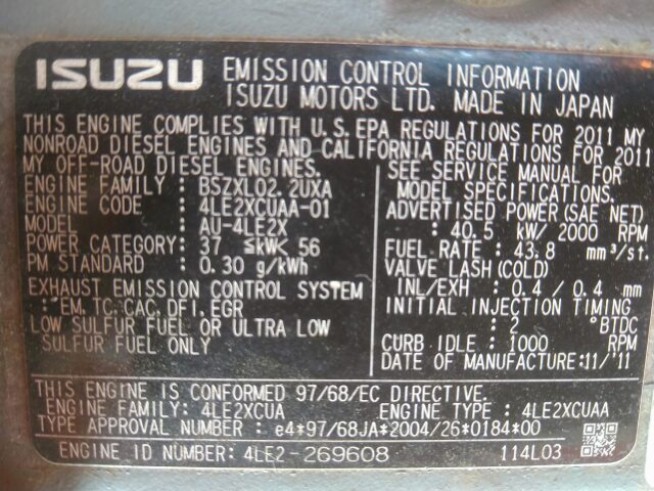 ISUZU EMISSION CONTROL INFORMATION
ISUZU MOTORS LTD. MADE IN JAPAN
THIS ENGINE COMPLIES WITH U.S.EPA REGULATIONS FOR 2011 MY
NONROAD DIESEL ENGINES AND CALIFORNIA REGULATIONS FOR 2011
MY OFF-ROAD DIESEL ENGINES.
ENGINE FAMILY : BSZXL02.2UXA
ENGINE CODE : 4LE2XCUAA-01
MODEL : AU-4LE2X
POWER CATEGORY: 37 ≤kW< 56
PM STANDARD : 0.30 g/kWh
EXHAUST EMISSION CONTROL SYSTEM
: EM,TC,CAC,DFI,EGR
LOW SULFUR FUEL OR ULTRA LOW
SULFUR FUEL ONLY
SEE SERVICE MANUAL FOR
MODEL SPECIFICATIONS.
ADVERTISED POWER(SAE NET)
: 40.5 kW/ 2000 RPM
FUEL RATE : 43.8 mm³/st.
VALVE LASH(COLD)
INL/EXH : 0.4 / 0.4 mm
INITIAL INJECTION TIMING
: 2 °BTDC
CURB IDLE : 1000 RPM
DATE OF MANUFACTURE:11/'11
THIS ENGINE IS CONFORMED 97/68/EC DIRECTIVE.
ENGINE FAMILY: 4LE2XCUA ENGINE TYPE : 4LE2XCUAA
TYPE APPROVAL NUMBER : e4*97/68JA*2004/26*0184*00
ENGINE ID NUMBER: 4LE2-269608 114L03